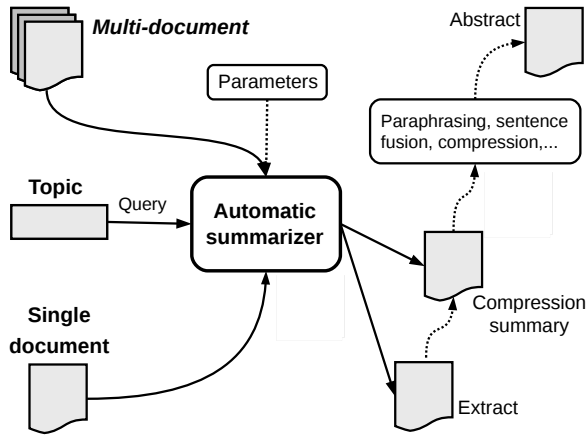 Multi-document
Abstract
Parameters
Paraphrasing, sentence
fusion, compression,...
Topic
Query
Automatic
summarizer
Compression
summary
Single
document
Extract